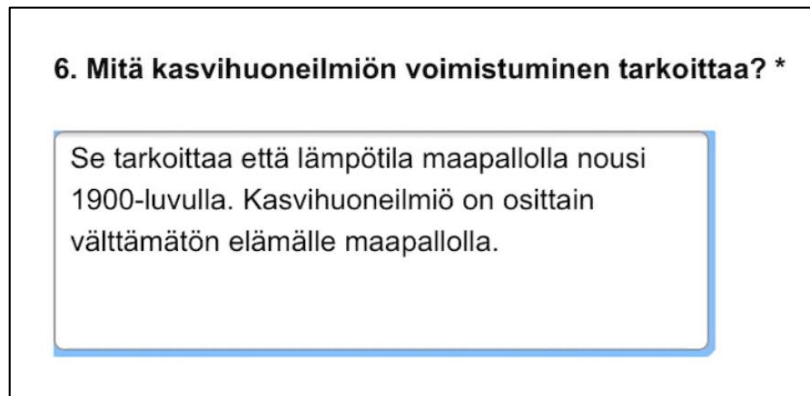 6. Mitä kasvihuoneilmiön voimistuminen tarkoittaa? *
Se tarkoittaa että lämpötila maapallolla nousi
1900-luvulla. Kasvihuoneilmiö on osittain
välttämätön elämälle maapallolla.